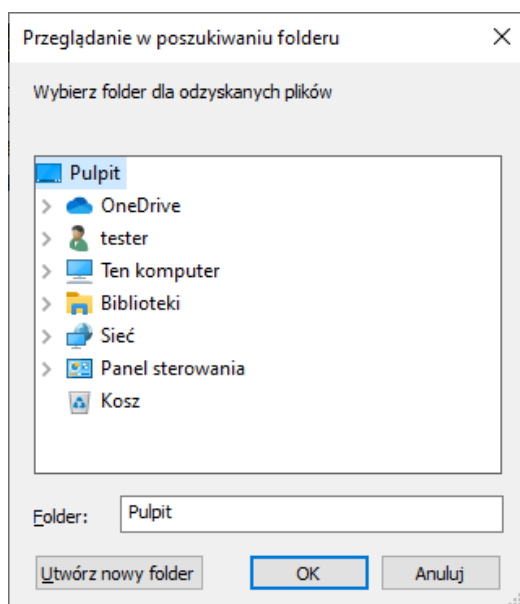 Przeglądanie w poszukiwaniu folderu
Wybierz folder dla odzyskanych plików
Pulpit
OneDrive
tester
Ten komputer
Biblioteki
Sieć
Panel sterowania
Kosz
Folder: Pulpit
Utwórz nowy folder OK Anuluj